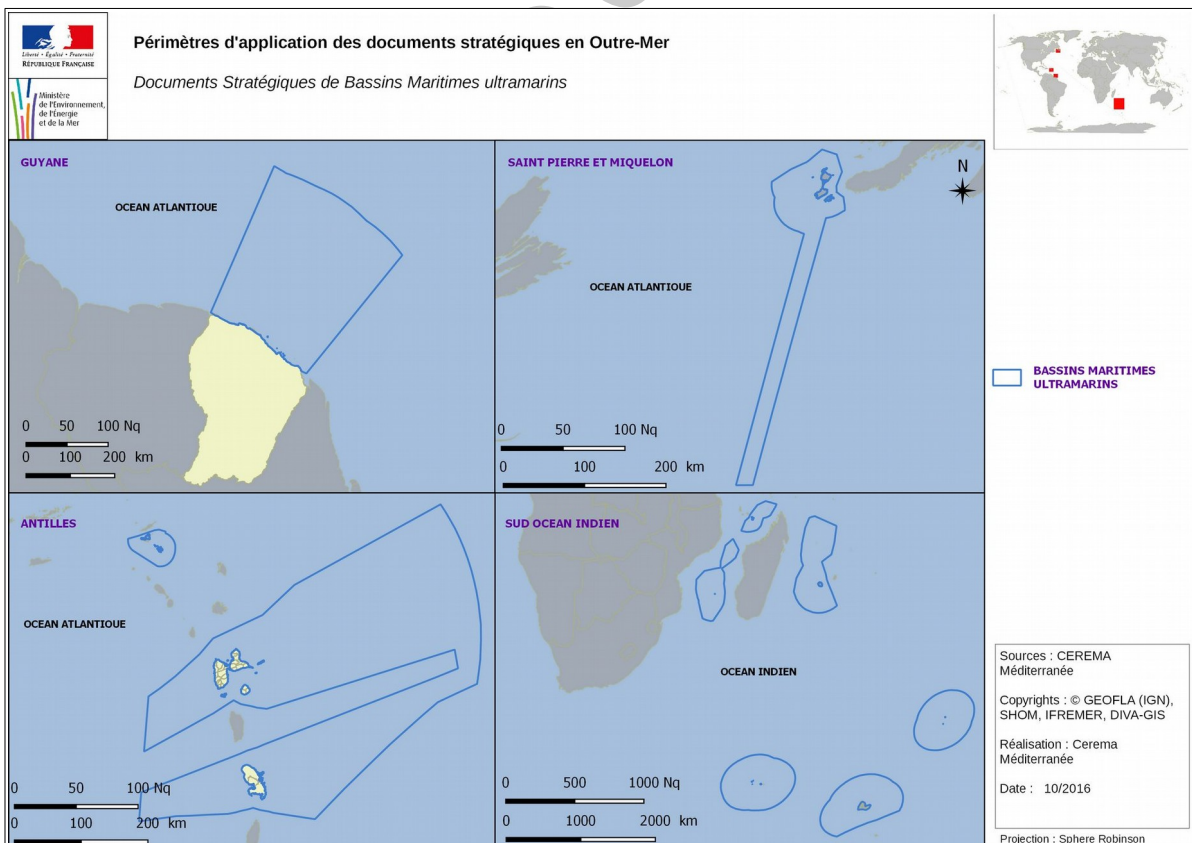 Liberté • Égalité • Fraternité
RÉPUBLIQUE FRANÇAISE
Ministère
de l'Environnement,
de l'Énergie
et de la Mer
Périmètres d'application des documents stratégiques en Outre-Mer
Documents Stratégiques de Bassins Maritimes ultramarins
GUYANE
OCEAN ATLANTIQUE
0 50 100 Nq
0 100 200 km
SAINT PIERRE ET MIQUELON
N
OCEAN ATLANTIQUE
0 50 100 Nq
0 100 200 km
BASSINS MARITIMES
ULTRAMARINS
ANTILLES
OCEAN ATLANTIQUE
0 50 100 Nq
0 100 200 km
SUD OCEAN INDIEN
OCEAN INDIEN
0 500 1000 Nq
0 1000 2000 km
Sources : CEREMA
Méditerranée
Copyrights : © GEOFLA (IGN),
SHOM, IFREMER, DIVA-GIS
Réalisation : Cerema
Méditerranée
Date : 10/2016
Projection : Sphere Robinson